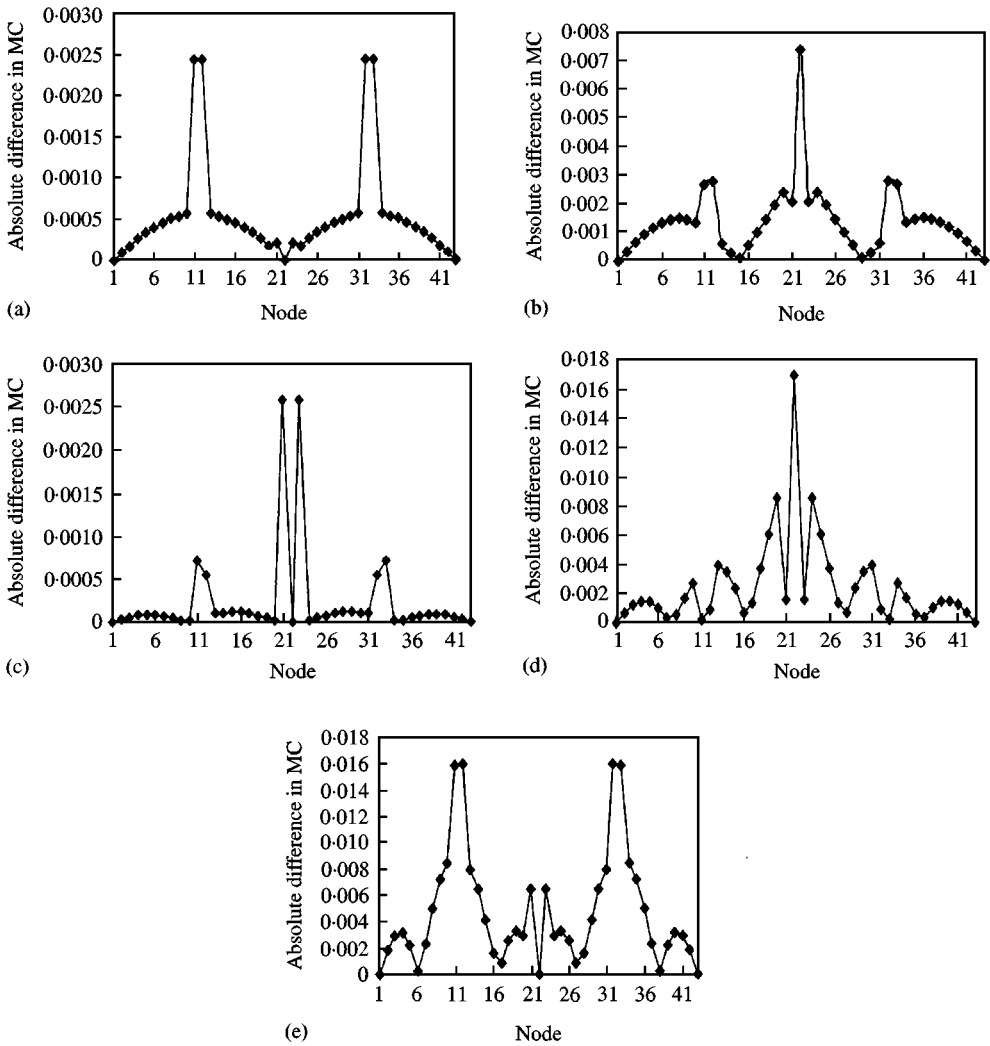 Absolute difference in MC
0·0030
0·0025
0·0020
0·0015
0·0010
0·0005
0
1 6 11 16 21 26 31 36 41
Node
(a)
Absolute difference in MC
0·008
0·007
0·006
0·005
0·004
0·003
0·002
0·001
0
1 6 11 16 21 26 31 36 41
Node
(b)
Absolute difference in MC
0·0030
0·0025
0·0020
0·0015
0·0010
0·0005
0
1 6 11 16 21 26 31 36 42
Node
(c)
Absolute difference in MC
0·018
0·016
0·014
0·012
0·010
0·008
0·006
0·004
0·002
0
1 6 11 16 21 26 31 36 41
Node
(d)
Absolute difference in MC
0·018
0·016
0·014
0·012
0·010
0·008
0·006
0·004
0·002
0
1 6 11 16 21 26 31 36 41
Node
(e)